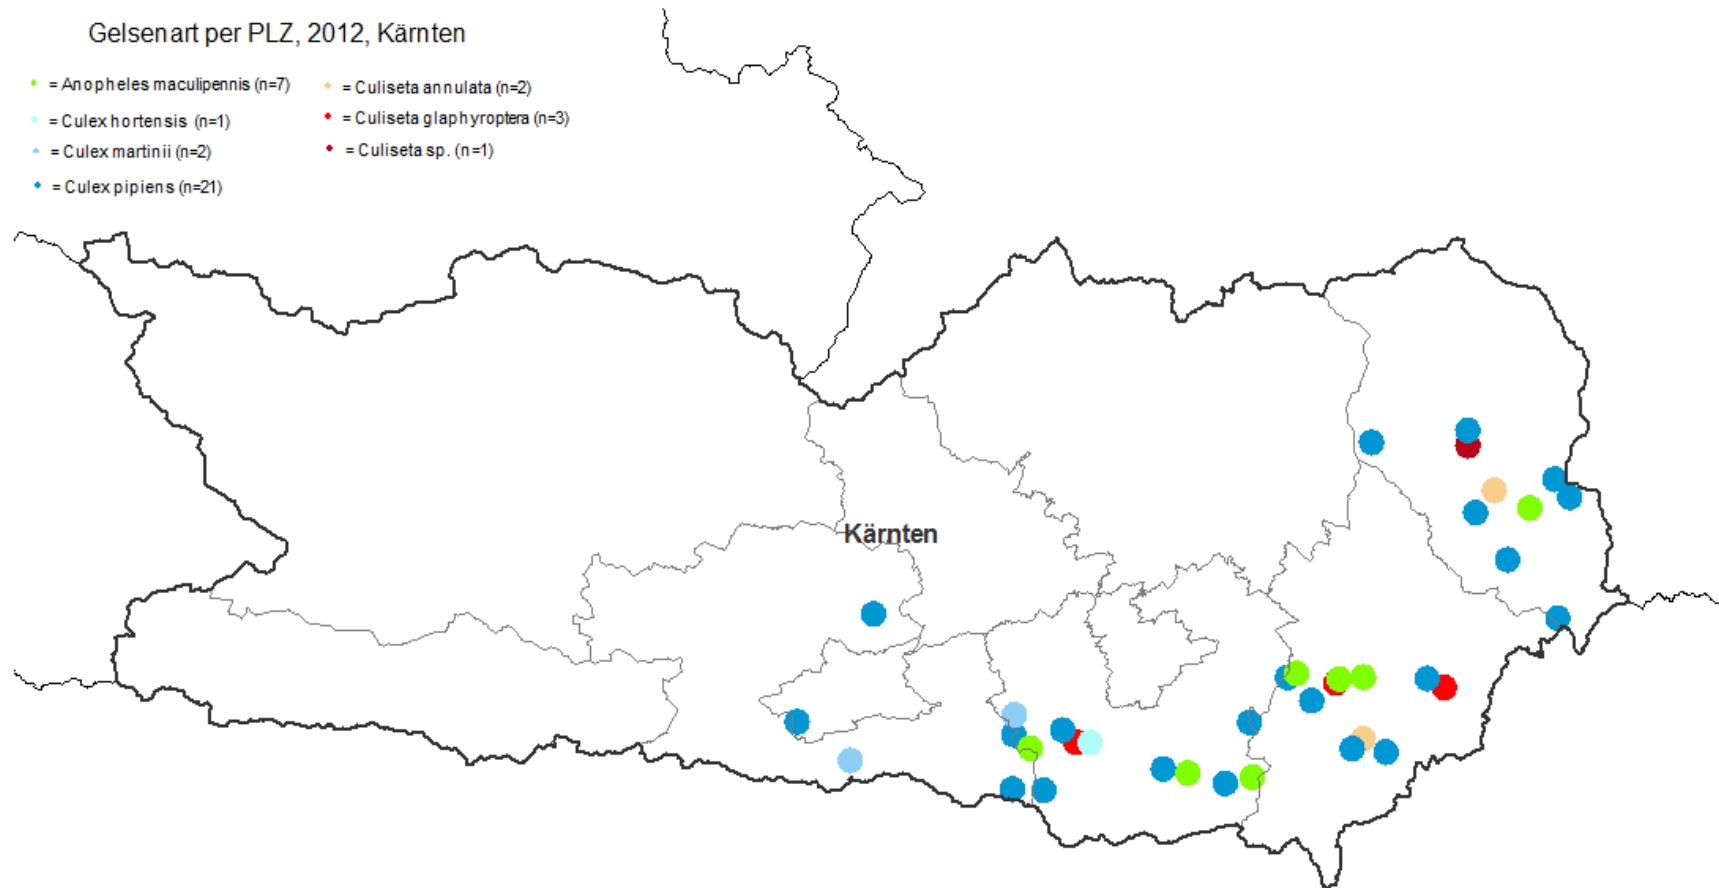 Gelsenart per PLZ, 2012, Kärnten
= Anopheles maculipennis (n=7)
= Culex hortensis (n=1)
= Culex martinii (n=2)
= Culex pipiens (n=21)
= Culiseta annulata (n=2)
= Culiseta glaphyroptera (n=3)
= Culiseta sp. (n=1)
Kärnten